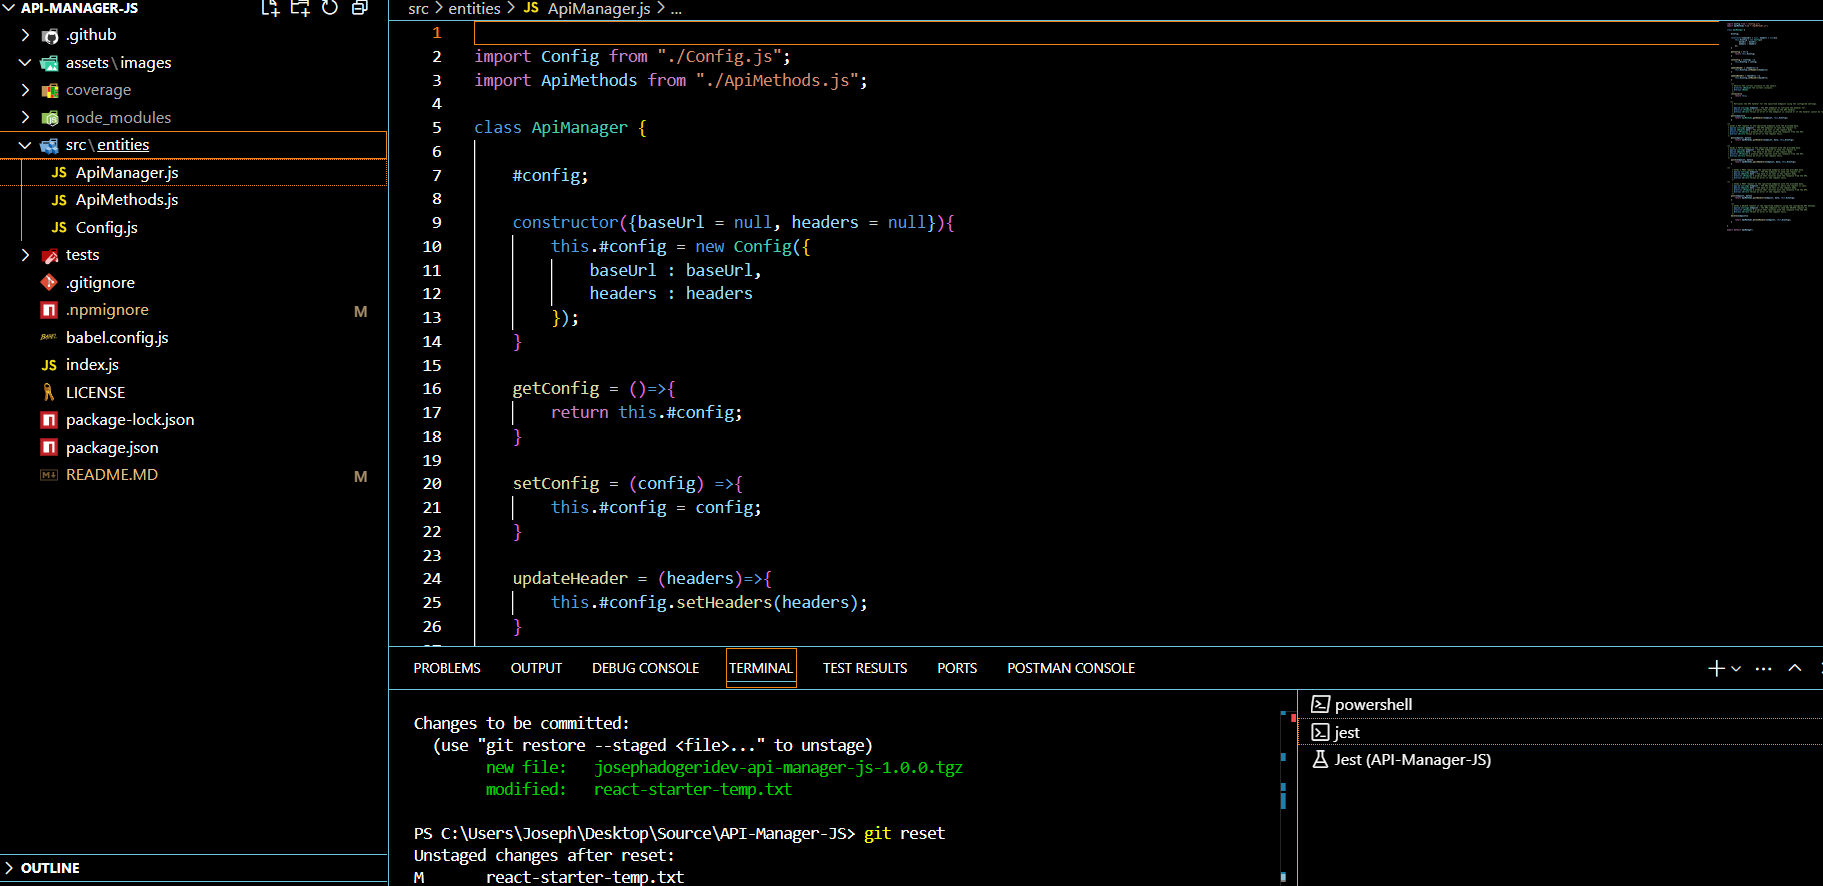 API-MANAGER-JS
.github
assets\images
coverage
node_modules
src\entities
JS ApiManager.js
JS ApiMethods.js
JS Config.js
tests
.gitignore
.npmignore M
babel.config.js
JS index.js
LICENSE
package-lock.json
package.json
README.MD M
OUTLINE
src > entities > JS ApiManager.js > ...
1
2 import Config from "./Config.js";
3 import ApiMethods from "./ApiMethods.js";
4
5 class ApiManager {
6
7 #config;
8
9 constructor({baseUrl = null, headers = null}){
10 this.#config = new Config({
11 baseUrl : baseUrl,
12 headers : headers
13 });
14 }
15
16 getConfig = ()=>{
17 return this.#config;
18 }
19
20 setConfig = (config) =>{
21 this.#config = config;
22 }
23
24 updateHeader = (headers)=>{
25 this.#config.setHeaders(headers);
26 }
PROBLEMS OUTPUT DEBUG CONSOLE TERMINAL TEST RESULTS PORTS POSTMAN CONSOLE
Changes to be committed:
(use "git restore --staged <file>..." to unstage)
new file: josephadogeridev-api-manager-js-1.0.0.tgz
modified: react-starter-temp.txt
PS C:\Users\Joseph\Desktop\Source\API-Manager-JS> git reset
Unstaged changes after reset:
M react-starter-temp.txt
powershell
jest
Jest (API-Manager-JS)